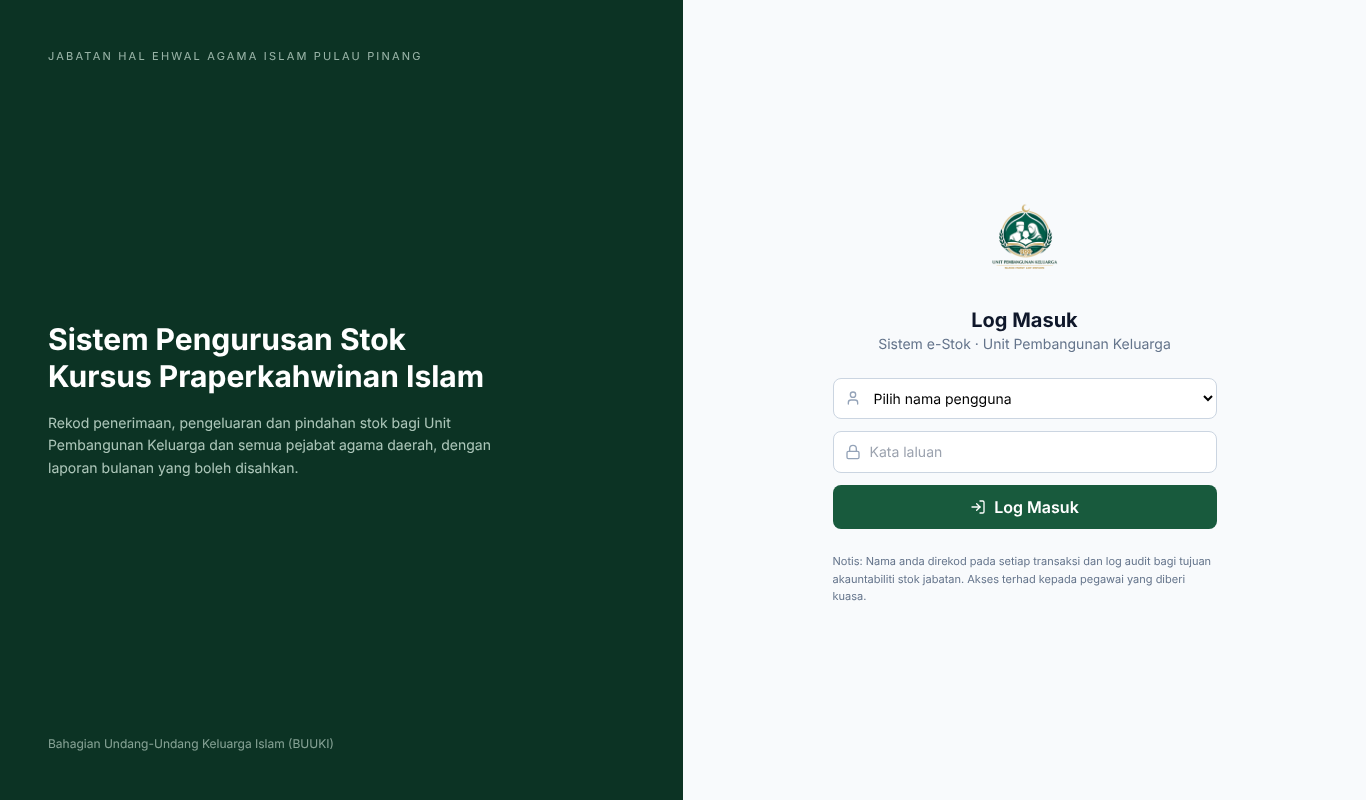 JABATAN HAL EHWAL AGAMA ISLAM PULAU PINANG
Sistem Pengurusan Stok
Kursus Praperkahwinan Islam
Rekod penerimaan, pengeluaran dan pindahan stok bagi Unit
Pembangunan Keluarga dan semua pejabat agama daerah, dengan
laporan bulanan yang boleh disahkan.
Bahagian Undang-Undang Keluarga Islam (BUUKI)
UNIT PEMBANGUNAN KELUARGA
Log Masuk
Sistem e-Stok · Unit Pembangunan Keluarga
Pilih nama pengguna
Kata laluan
Log Masuk
Notis: Nama anda direkod pada setiap transaksi dan log audit bagi tujuan
akauntabiliti stok jabatan. Akses terhad kepada pegawai yang diberi
kuasa.